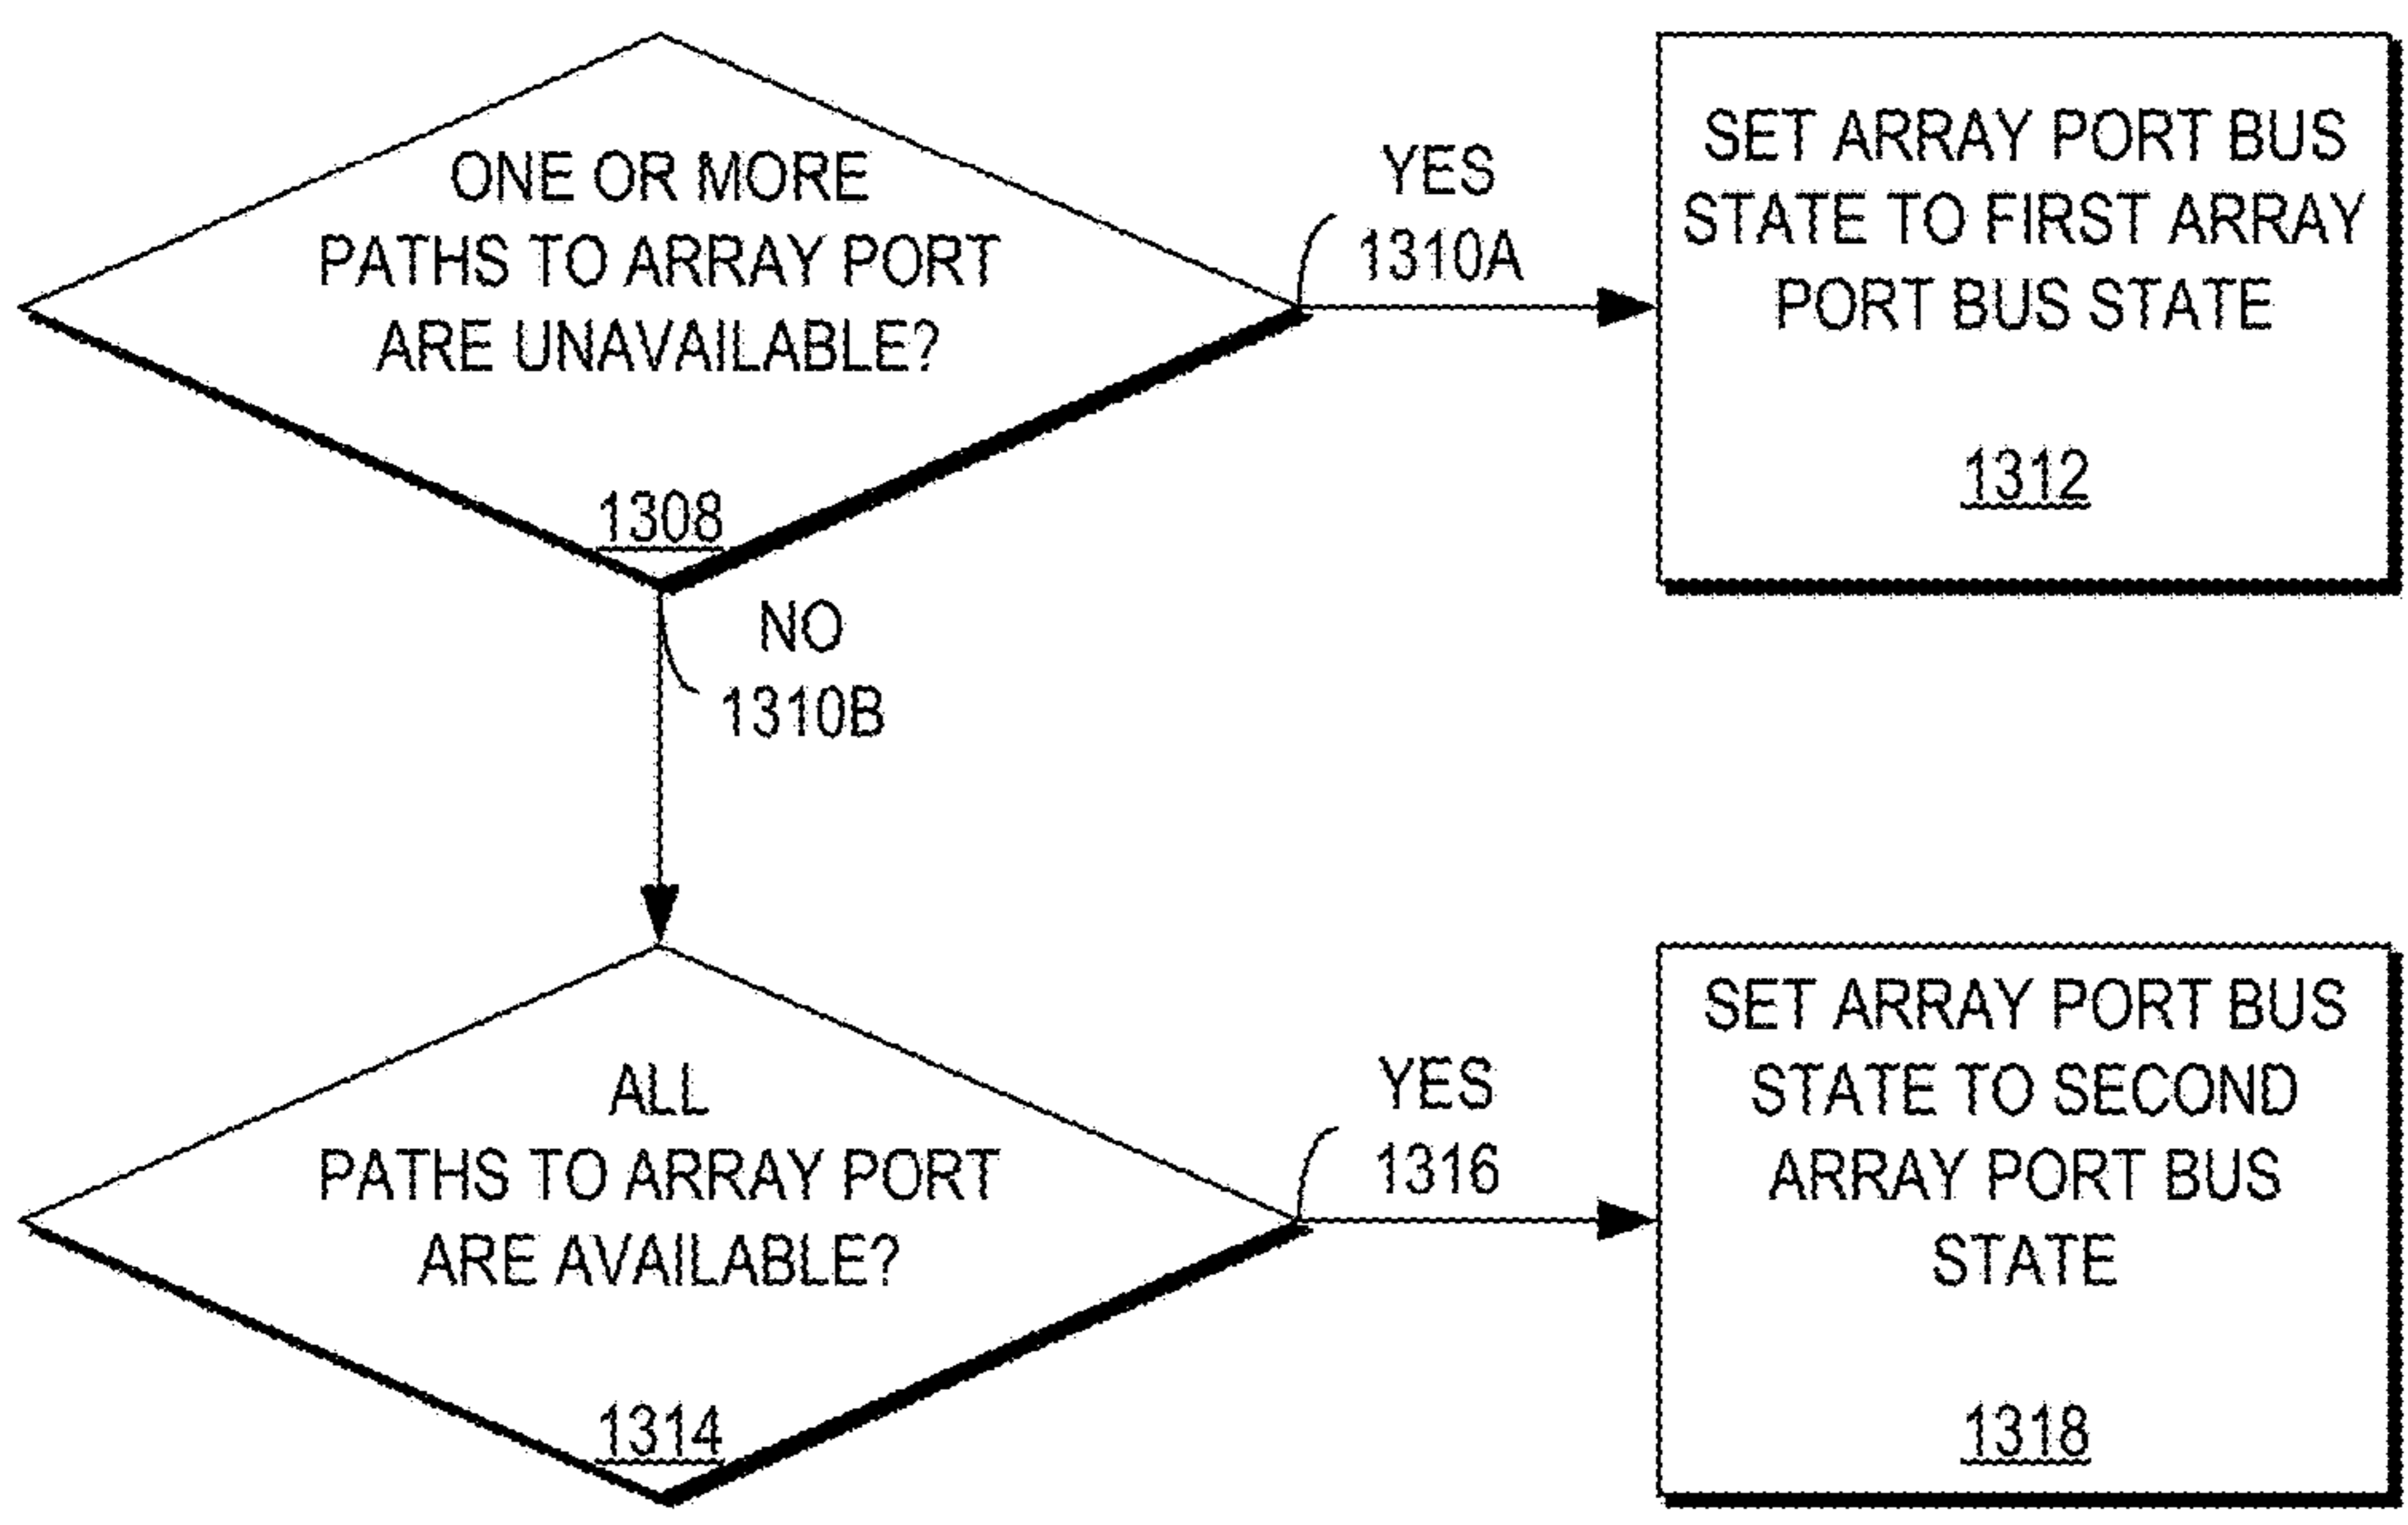 ONE OR MORE
PATHS TO ARRAY PORT
ARE UNAVAILABLE?
1308
YES
1310A
SET ARRAY PORT BUS
STATE TO FIRST ARRAY
PORT BUS STATE
1312
NO
1310B
ALL
PATHS TO ARRAY PORT
ARE AVAILABLE?
1314
YES
1316
SET ARRAY PORT BUS
STATE TO SECOND
ARRAY PORT BUS
STATE
1318